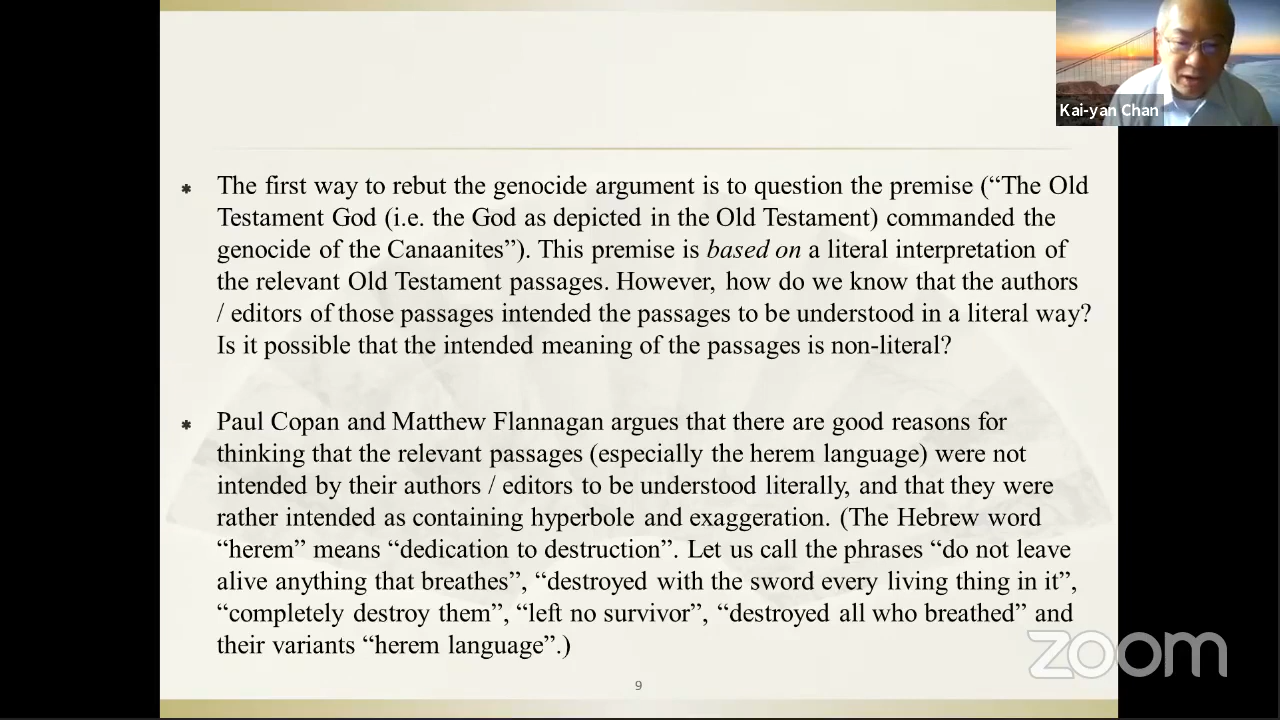 Kai-yan Chan
The first way to rebut the genocide argument is to question the premise (“The Old
Testament God (i.e. the God as depicted in the Old Testament) commanded the
genocide of the Canaanites”). This premise is based on a literal interpretation of
the relevant Old Testament passages. However, how do we know that the authors
/ editors of those passages intended the passages to be understood in a literal way?
Is it possible that the intended meaning of the passages is non-literal?
Paul Copan and Matthew Flannagan argues that there are good reasons for
thinking that the relevant passages (especially the herem language) were not
intended by their authors / editors to be understood literally, and that they were
rather intended as containing hyperbole and exaggeration. (The Hebrew word
“herem” means “dedication to destruction”. Let us call the phrases “do not leave
alive anything that breathes”, “destroyed with the sword every living thing in it”,
“completely destroy them”, “left no survivor”, “destroyed all who breathed” and
their variants “herem language”.)
zoom
9